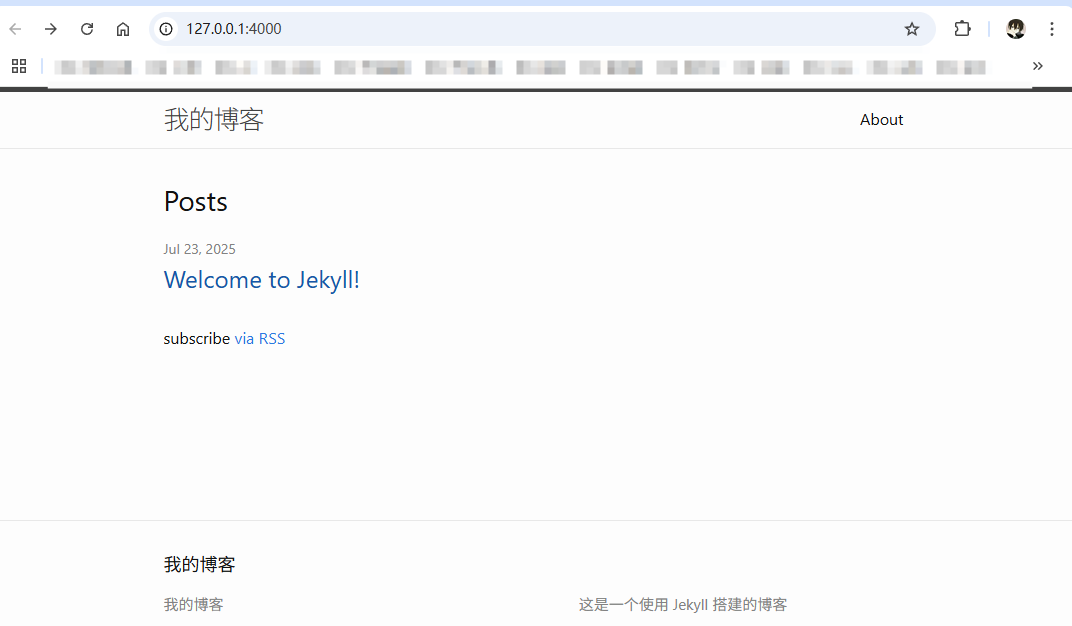 127.0.0.1:4000
我的博客
About
Posts
Jul 23, 2025
Welcome to Jekyll!
subscribe via RSS
我的博客
我的博客
这是一个使用 Jekyll 搭建的博客